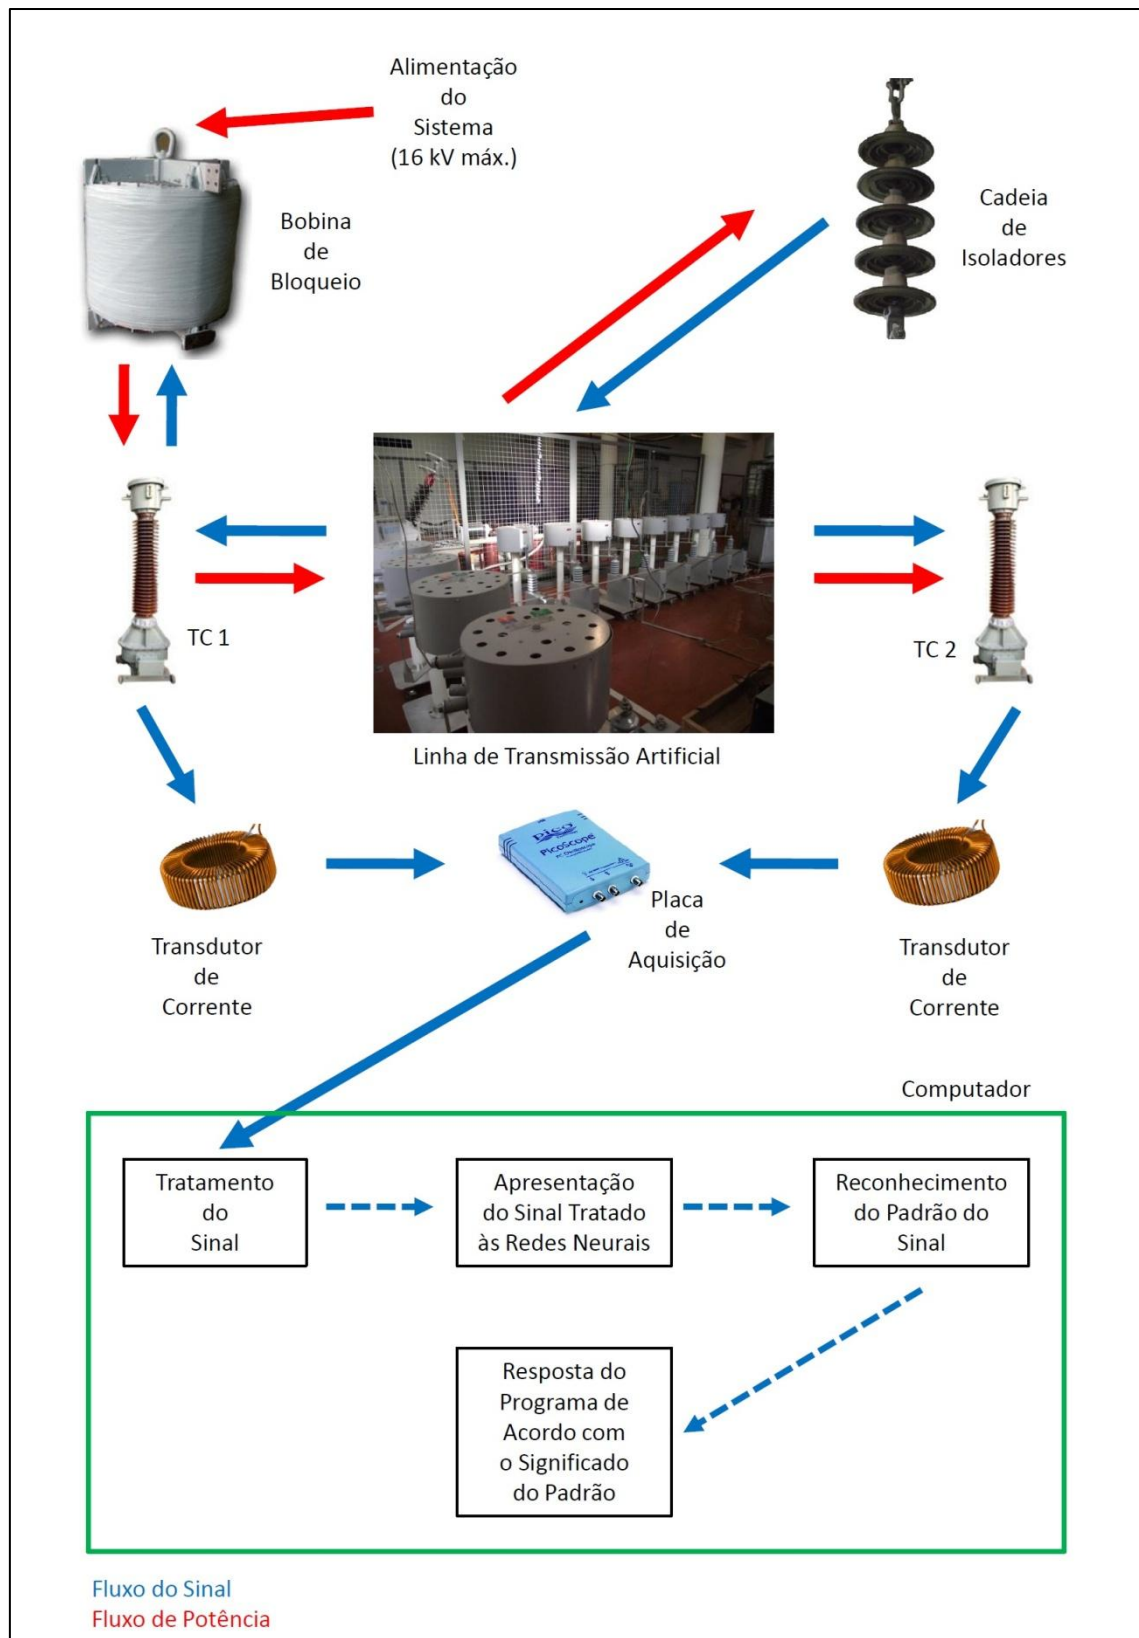 Alimentação
do
Sistema
(16 kV máx.)
Bobina
de
Bloqueio
Cadeia
de
Isoladores
TC 1
TC 2
Linha de Transmissão Artificial
pico
PicoScope
Placa
de
Aquisição
Transdutor
de
Corrente
Transdutor
de
Corrente
Computador
Tratamento
do
Sinal
Apresentação
do Sinal Tratado
às Redes Neurais
Reconhecimento
do Padrão do
Sinal
Resposta do
Programa de
Acordo com
o Significado
do Padrão
Fluxo do Sinal
Fluxo de Potência